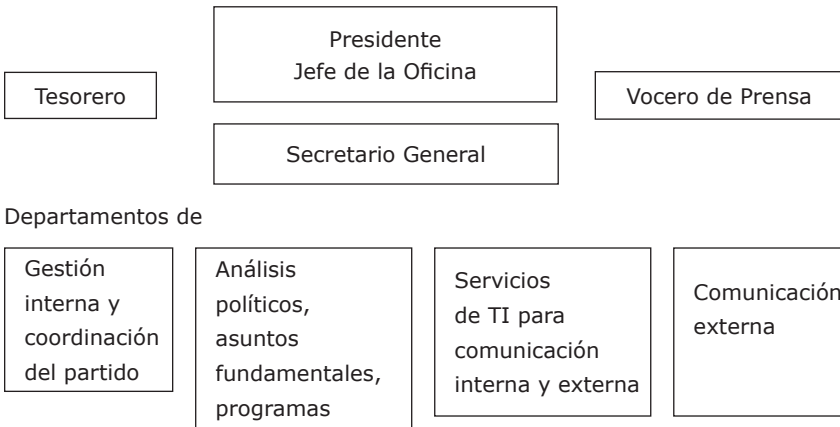 Presidente
Jefe de la Oficina
Tesorero
Vocero de Prensa
Secretario General
Departamentos de
Gestión
interna y
coordinación
del partido
Análisis
políticos,
asuntos
fundamentales,
programas
Servicios
de TI para
comunicación
interna y externa
Comunicación
externa